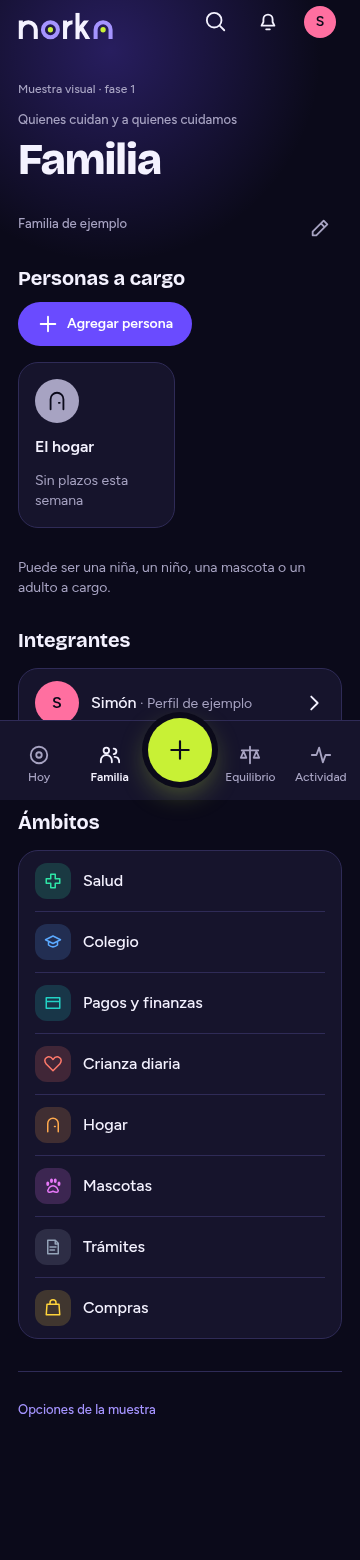 norkn
S
Muestra visual · fase 1
Quienes cuidan y a quienes cuidamos
Familia
Familia de ejemplo
Personas a cargo
Agregar persona
El hogar
Sin plazos esta
semana
Puede ser una niña, un niño, una mascota o un
adulto a cargo.
Integrantes
S
Simón · Perfil de ejemplo
Hoy
Familia
Equilibrio
Actividad
Ámbitos
Salud
Colegio
Pagos y finanzas
Crianza diaria
Hogar
Mascotas
Trámites
Compras
Opciones de la muestra